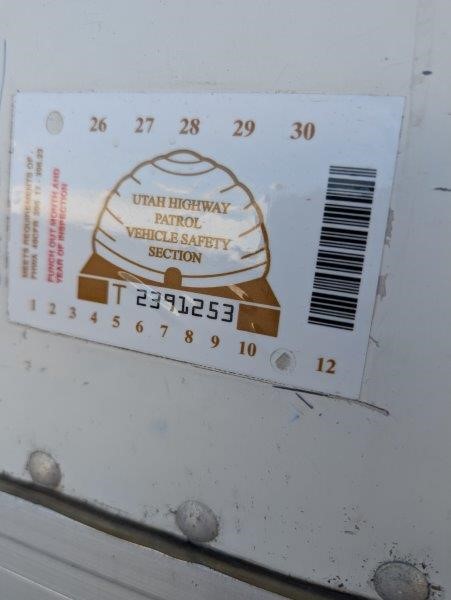 26 27 28 29 30
MEETS REQUIREMENTS OF
FHWA 49CFR 396 17, 396.23
PUNCH OUT MONTH AND
YEAR OF INSPECTION
UTAH HIGHWAY
PATROL
VEHICLE SAFETY
SECTION
T 2391253
1 2 3 4 5 6 7 8 9 10 12